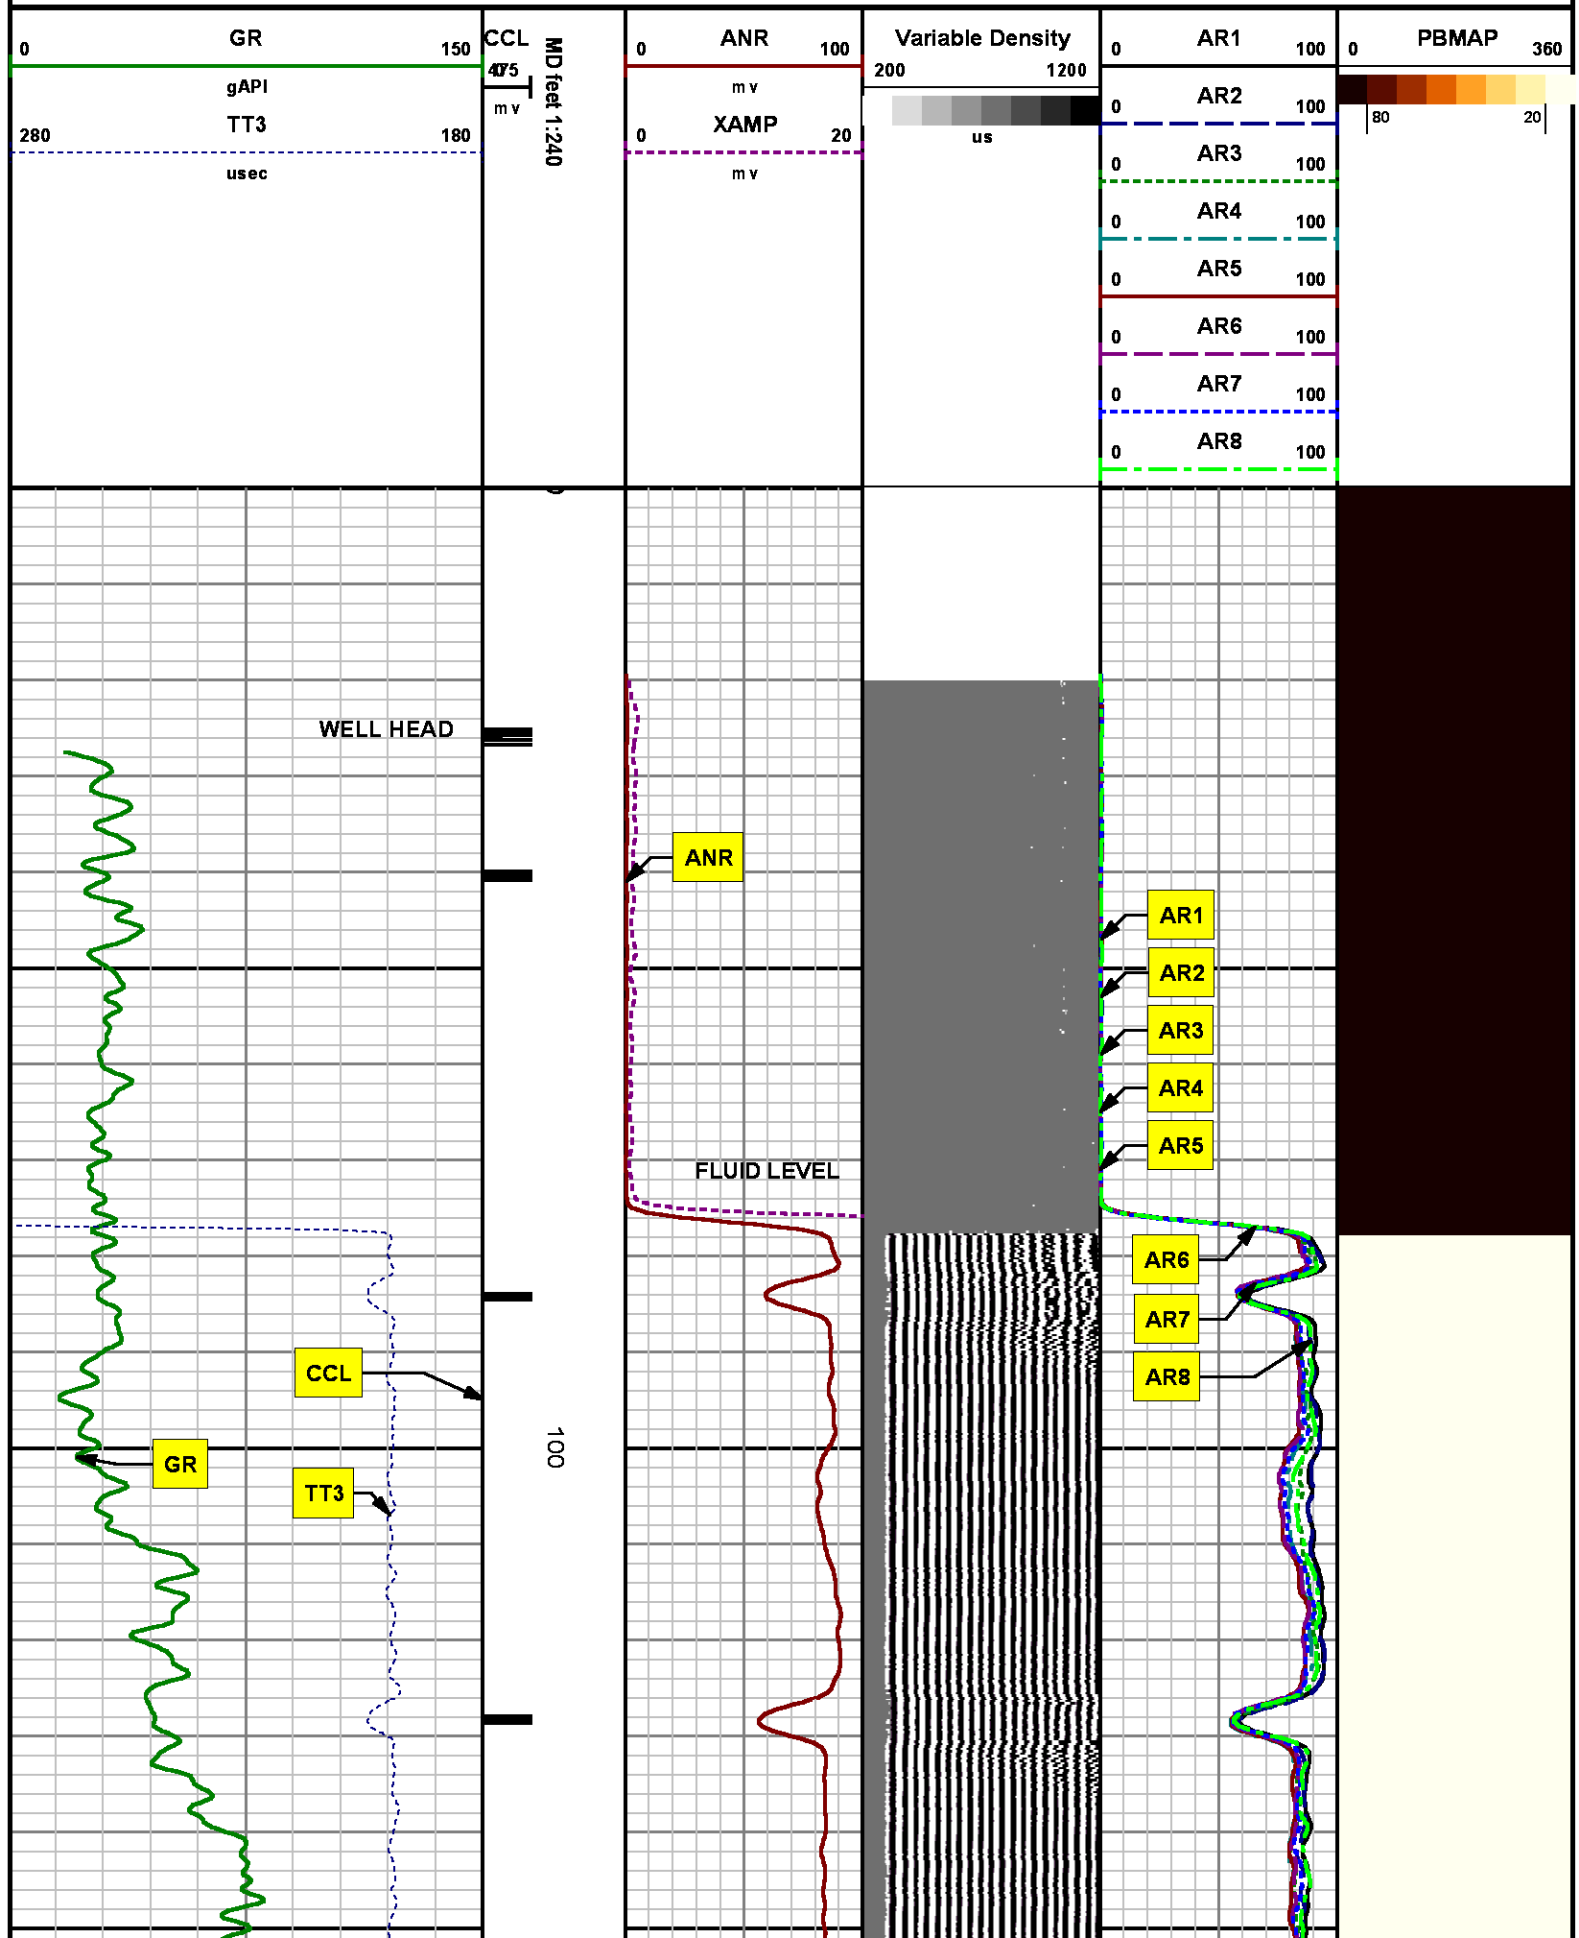 GR
0 150
gAPI
TT3
280 180
usec
CCL
475
mv
MD feet 1:240
ANR
0 100
mv
XAMP
0 20
mv
Variable Density
200 1200
us
AR1
0 100
AR2
0 100
AR3
0 100
AR4
0 100
AR5
0 100
AR6
0 100
AR7
0 100
AR8
0 100
PBMAP
0 360
80 20
WELL HEAD
ANR
AR1
AR2
AR3
AR4
AR5
FLUID LEVEL
AR6
AR7
CCL
AR8
100
GR
TT3